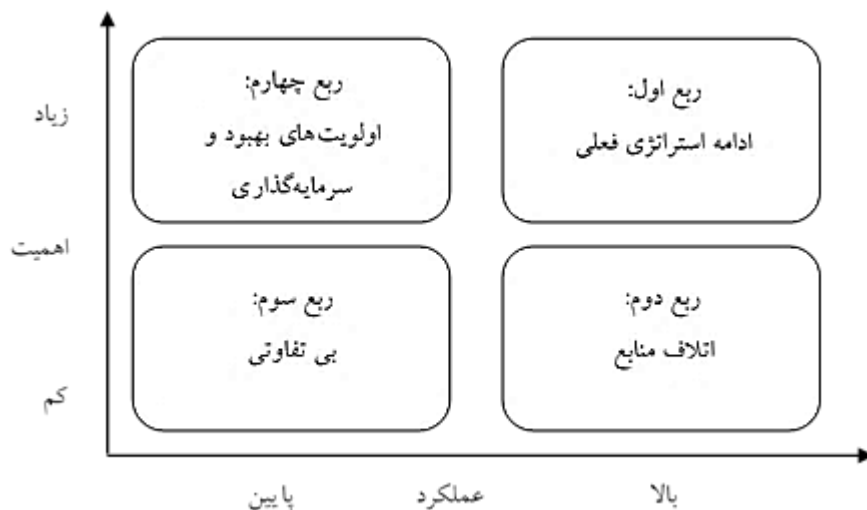 ربع اول:
ادامه استراتژی فعلی
ربع چهارم:
اولویت‌های بهبود و
سرمایه‌گذاری
زیاد
اهمیت
کم
ربع دوم:
اتلاف منابع
ربع سوم:
بی تفاوتی
بالا
عملکرد
پایین